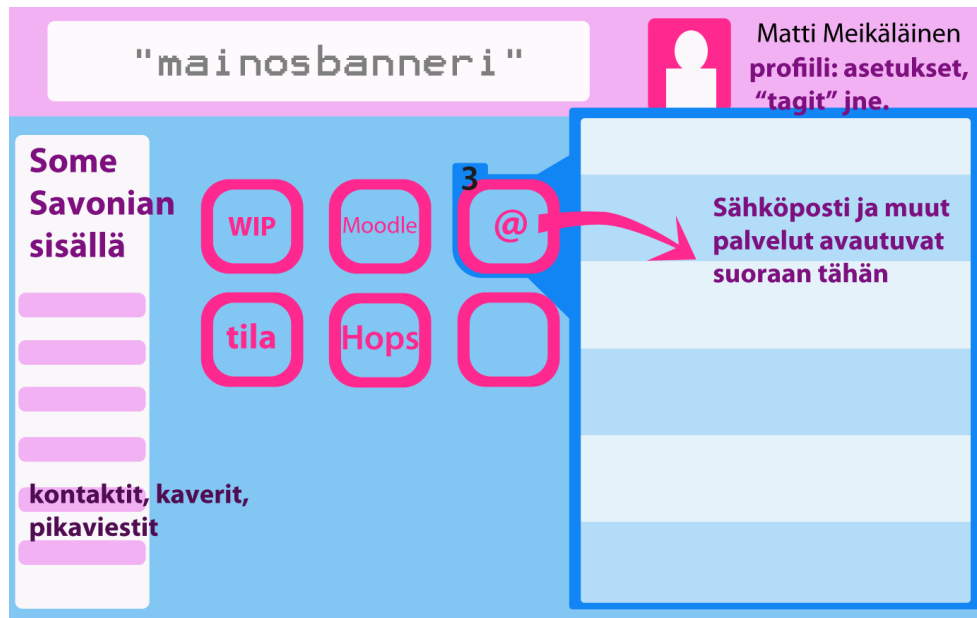 "mainosbanneri"
Matti Meikäläinen
profiili: asetukset,
“tagit” jne.
Some
Savonian
sisällä
WIP
Moodle
3
@
Sähköposti ja muut
palvelut avautuvat
suoraan tähän
tila
Hops
kontaktit, kaverit,
pikaviestit